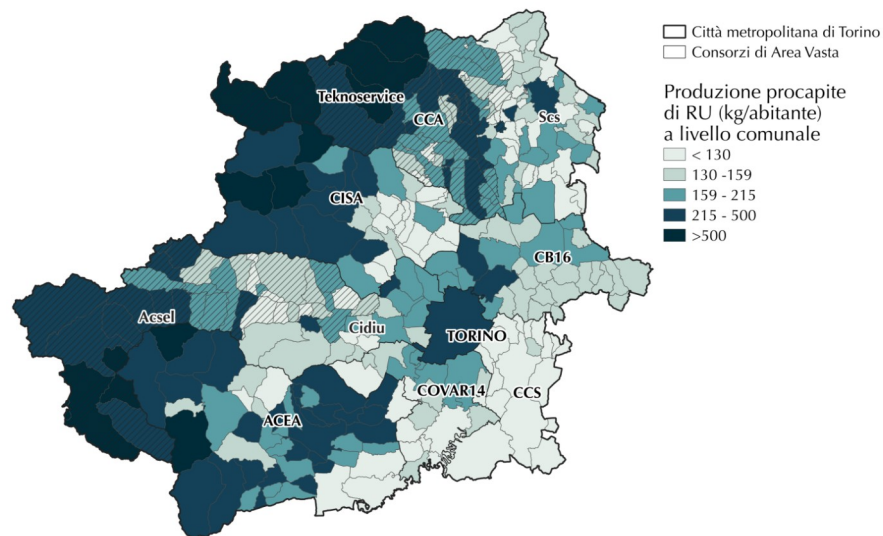 Città metropolitana di Torino
Consorzi di Area Vasta
Produzione procapite
di RU (kg/abitante)
a livello comunale
< 130
130 -159
159 - 215
215 - 500
>500
Teknoservice
CCA
Scs
CISA
CB16
Acsel
Cidiu
TORINO
COVAR14
CCS
ACEA